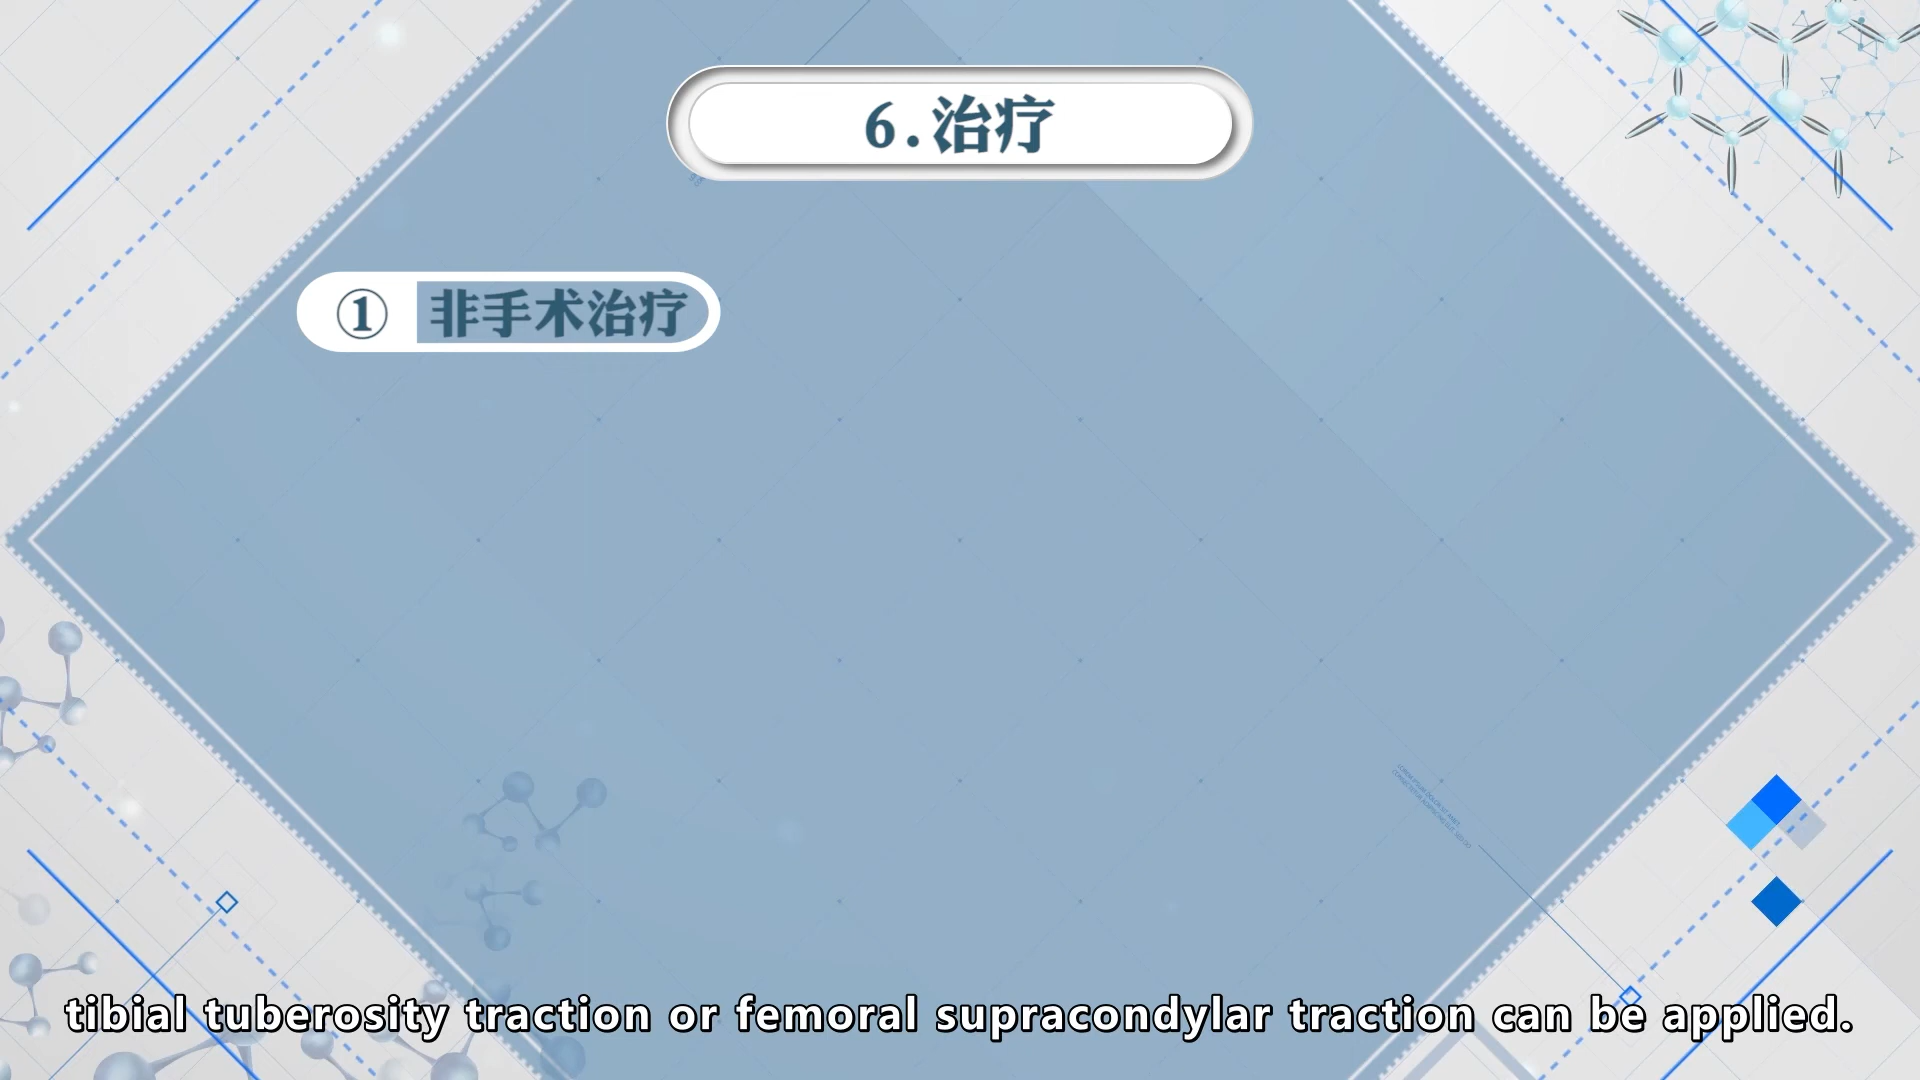 6.治疗
① 非手术治疗
tibial tuberosity traction or femoral supracondylar traction can be applied.